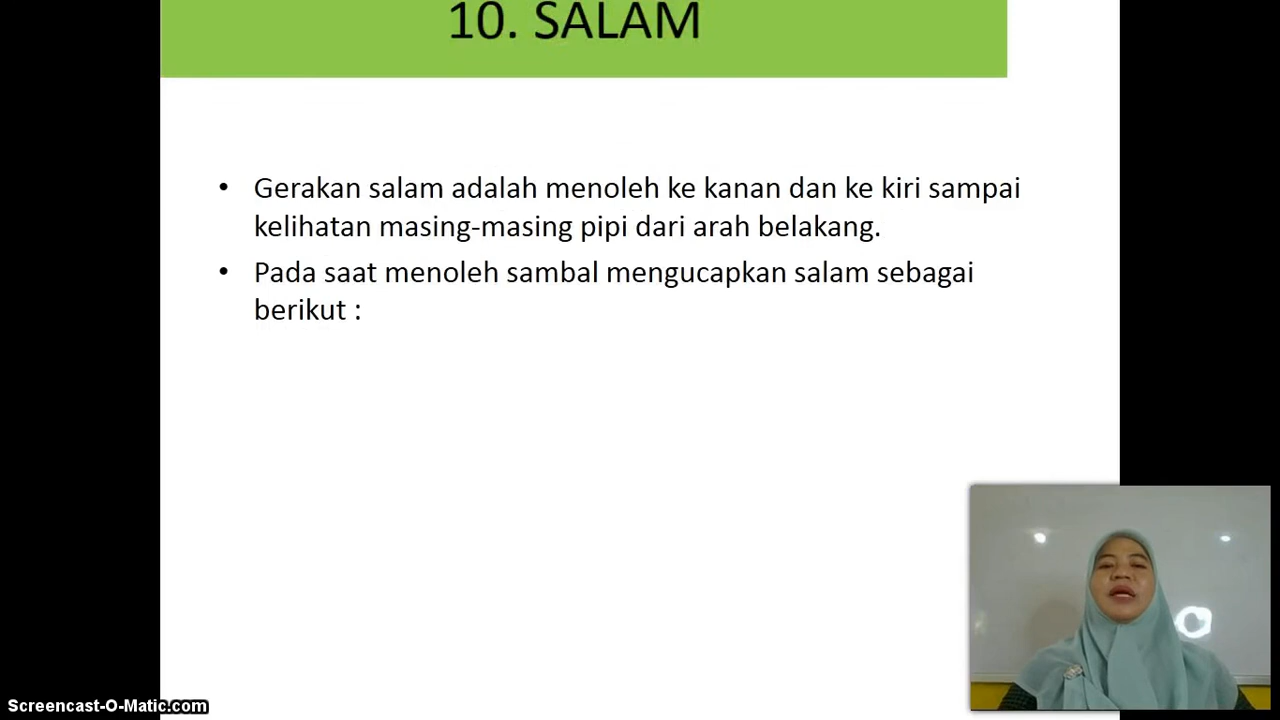 10. SALAM
• Gerakan salam adalah menoleh ke kanan dan ke kiri sampai
kelihatan masing-masing pipi dari arah belakang.
• Pada saat menoleh sambal mengucapkan salam sebagai
berikut :
Screencast-O-Matic.com